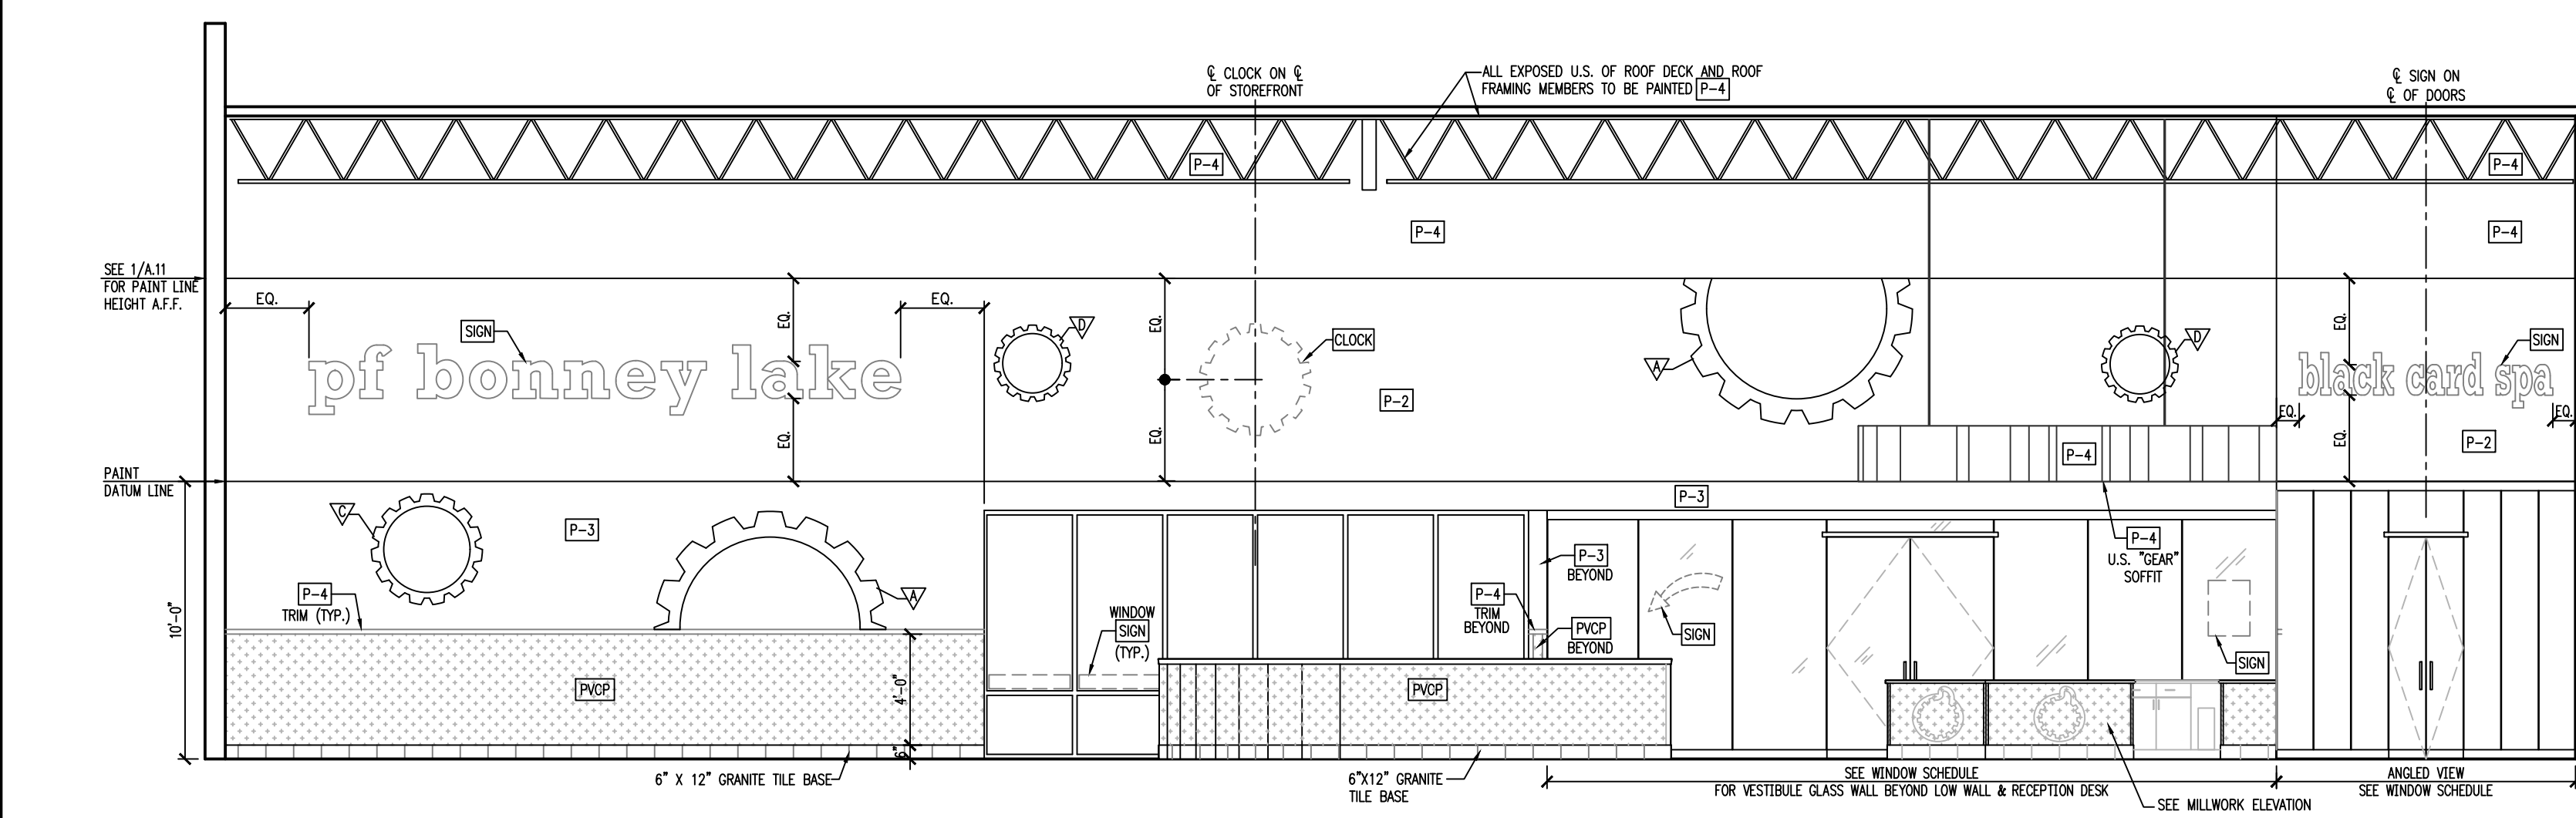 ℄ CLOCK ON ℄
OF STOREFRONT
ALL EXPOSED U.S. OF ROOF DECK AND ROOF
FRAMING MEMBERS TO BE PAINTED P-4
℄ SIGN ON
℄ OF DOORS
P-4
P-4
P-4
P-4
SEE 1/A.11
FOR PAINT LINE
HEIGHT A.F.F.
EQ.
EQ.
EQ.
EQ.
EQ.
SIGN
D
CLOCK
A
D
SIGN
pf bonney lake
black card spa
P-2
EQ.
EQ.
EQ.
EQ.
EQ.
P-4
P-2
PAINT
DATUM LINE
P-3
C
P-3
P-4
U.S. "GEAR"
SOFFIT
P-3
BEYOND
P-4
TRIM (TYP.)
A
P-4
TRIM
BEYOND
WINDOW
SIGN
(TYP.)
PVCP
BEYOND
SIGN
SIGN
10'-0"
PVCP
4'-0"
PVCP
6"
6" X 12" GRANITE TILE BASE
6"X12" GRANITE
TILE BASE
SEE WINDOW SCHEDULE
FOR VESTIBULE GLASS WALL BEYOND LOW WALL & RECEPTION DESK
ANGLED VIEW
SEE WINDOW SCHEDULE
SEE MILLWORK ELEVATION